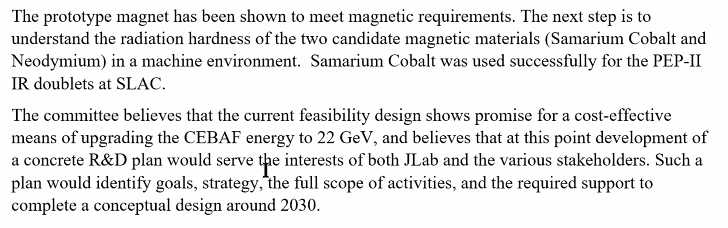 The prototype magnet has been shown to meet magnetic requirements. The next step is to
understand the radiation hardness of the two candidate magnetic materials (Samarium Cobalt and
Neodymium) in a machine environment.  Samarium Cobalt was used successfully for the PEP-II
IR doublets at SLAC.
The committee believes that the current feasibility design shows promise for a cost-effective
means of upgrading the CEBAF energy to 22 GeV, and believes that at this point development of
a concrete R&D plan would serve the interests of both JLab and the various stakeholders. Such a
plan would identify goals, strategy, the full scope of activities, and the required support to
complete a conceptual design around 2030.